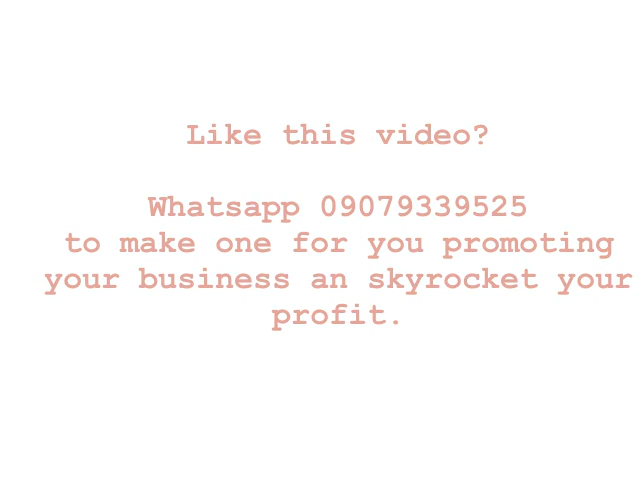 Like this video?
Whatsapp 09079339525
to make one for you promoting
your business an skyrocket your
profit.